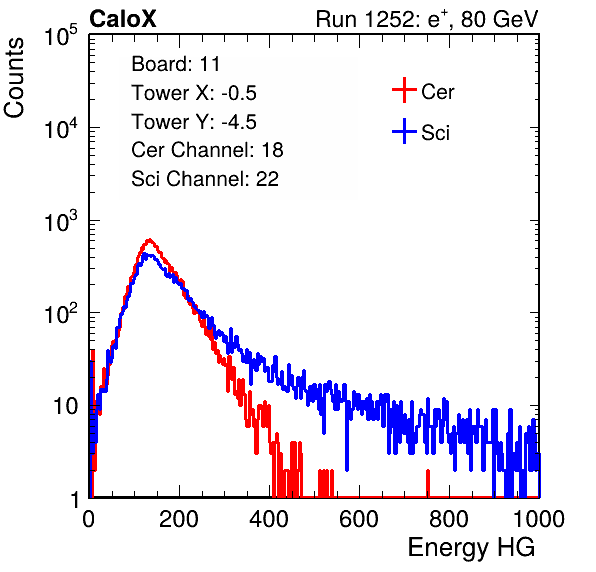 CaloX Run 1252: e⁺, 80 GeV
Counts
Board: 11
Tower X: -0.5
Tower Y: -4.5
Cer Channel: 18
Sci Channel: 22
Cer
Sci
10⁵
10⁴
10³
10²
10
1
0 200 400 600 800 1000
Energy HG